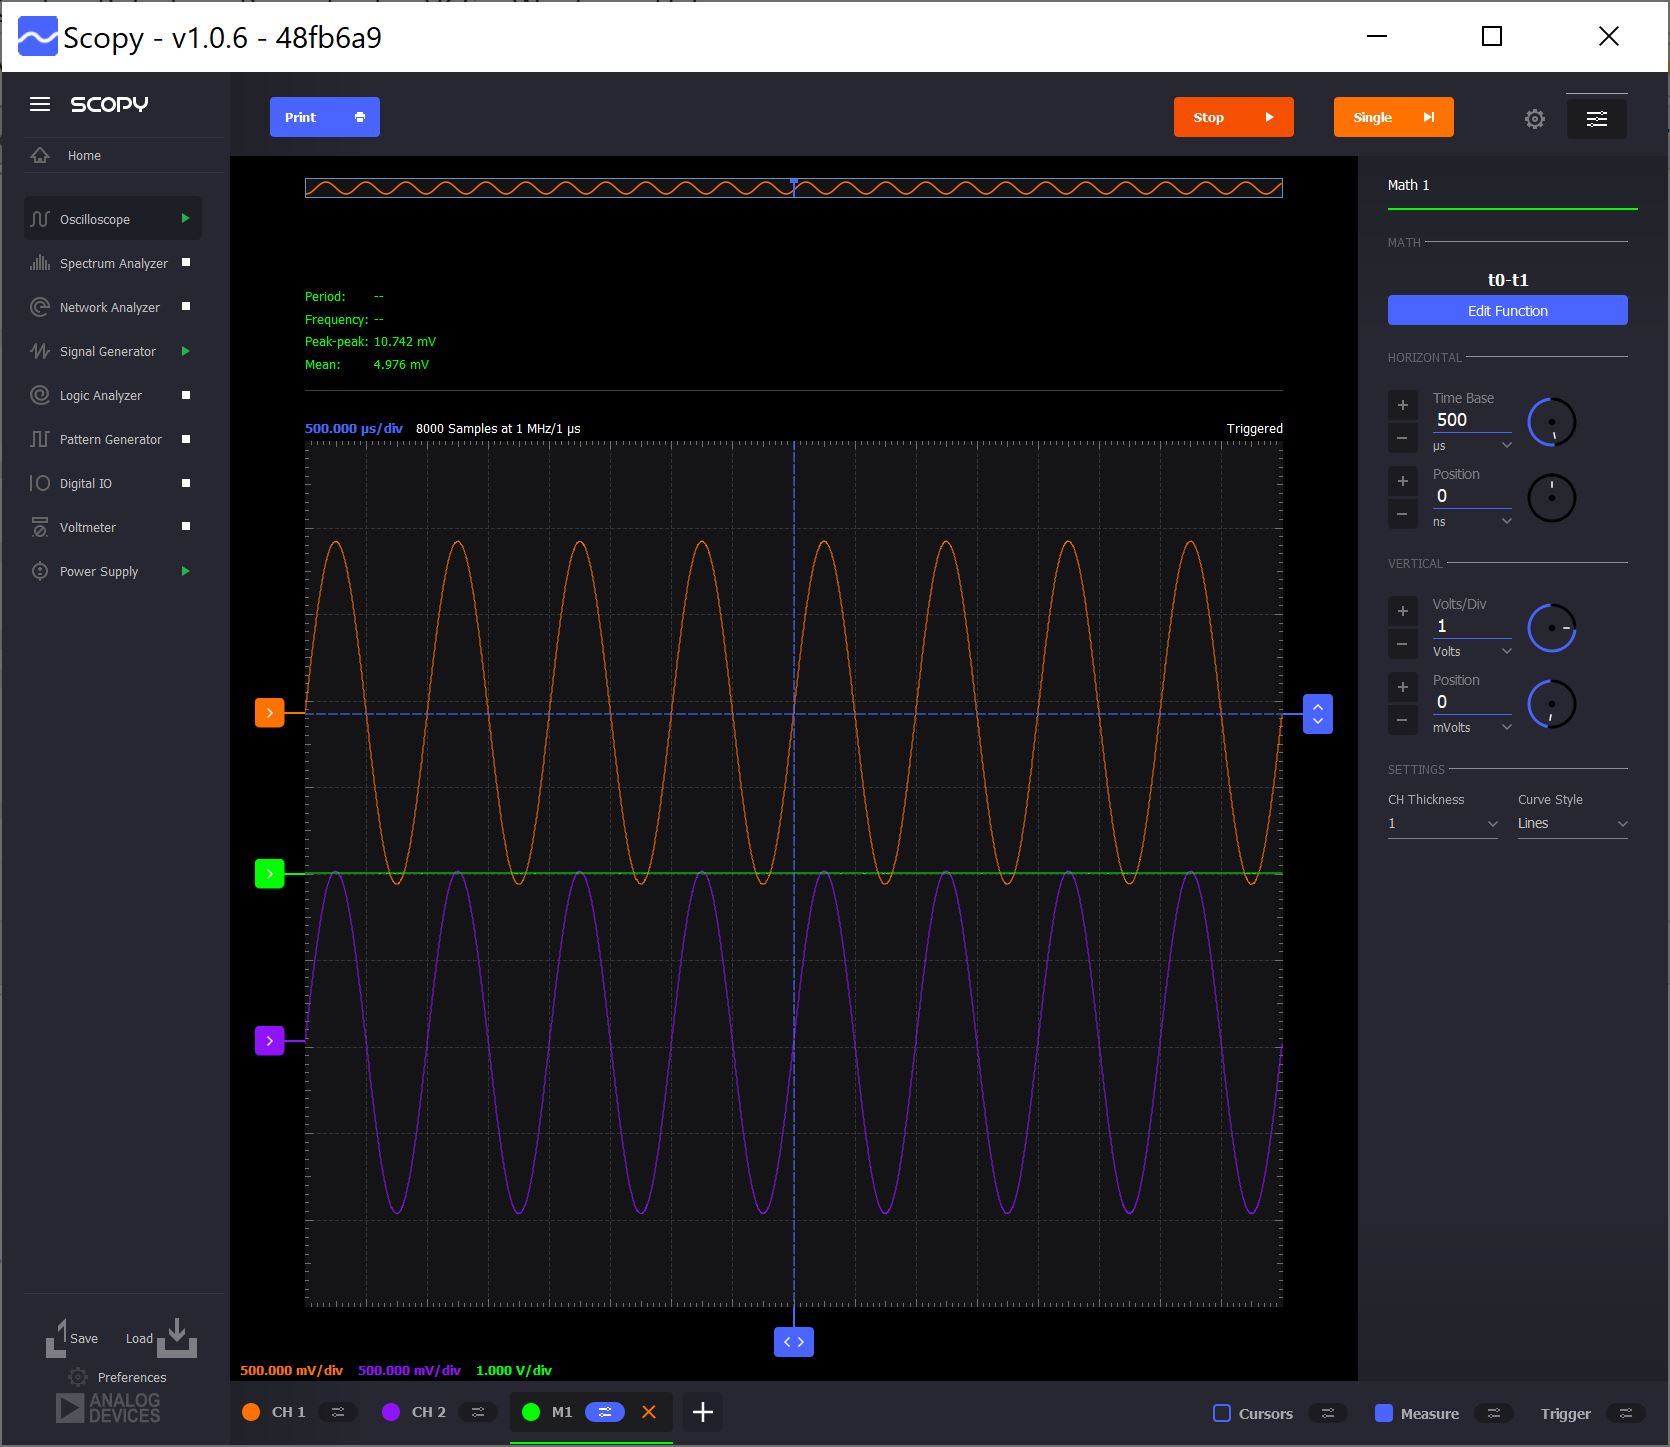 Scopy - v1.0.6 - 48fb6a9
SCOPY
Print
Stop
Single
Home
Oscilloscope
Spectrum Analyzer
Network Analyzer
Signal Generator
Logic Analyzer
Pattern Generator
Digital IO
Voltmeter
Power Supply
Save
Load
Preferences
ANALOG
DEVICES
Period: --
Frequency: --
Peak-peak: 10.742 mV
Mean: 4.976 mV
500.000 µs/div 8000 Samples at 1 MHz/1 µs
Triggered
500.000 mV/div 500.000 mV/div 1.000 V/div
CH 1
CH 2
M1
Cursors
Measure
Trigger
Math 1
MATH
t0-t1
Edit Function
HORIZONTAL
Time Base
500
µs
Position
0
ns
VERTICAL
Volts/Div
1
Volts
Position
0
mVolts
SETTINGS
CH Thickness Curve Style
1 Lines